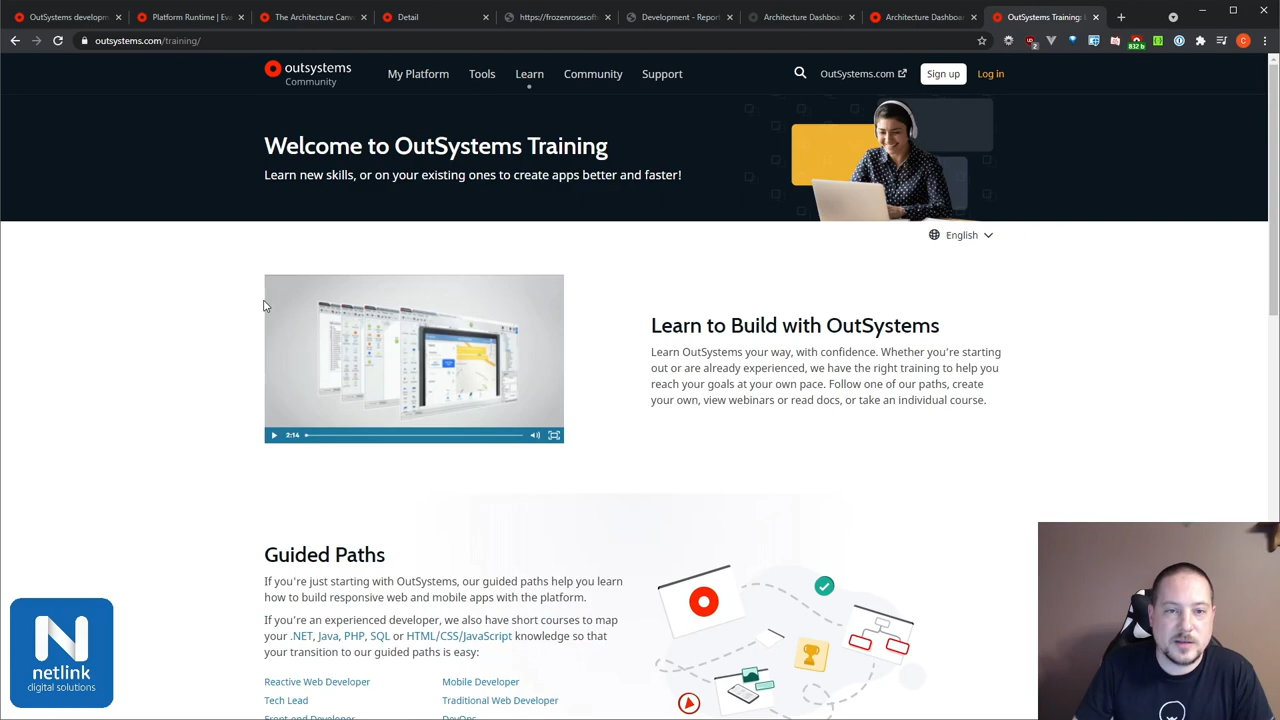 OutSystems developm
Platform Runtime | Eva
The Architecture Canv
Detail
https://frozenrosesoft
Development - Report
Architecture Dashboa
Architecture Dashboa
OutSystems Training:
outsystems.com/training/
2
832 b
C
outsystems
Community
My Platform
Tools
Learn
Community
Support
OutSystems.com
Sign up
Log in
Welcome to OutSystems Training
Learn new skills, or on your existing ones to create apps better and faster!
English
2:14
Learn to Build with OutSystems
Learn OutSystems your way, with confidence. Whether you're starting
out or are already experienced, we have the right training to help you
reach your goals at your own pace. Follow one of our paths, create
your own, view webinars or read docs, or take an individual course.
Guided Paths
If you're just starting with OutSystems, our guided paths help you learn
how to build responsive web and mobile apps with the platform.
If you're an experienced developer, we also have short courses to map
your .NET, Java, PHP, SQL or HTML/CSS/JavaScript knowledge so that
your transition to our guided paths is easy:
Reactive Web Developer
Mobile Developer
Tech Lead
Traditional Web Developer
Front-end Developer
DevOps
N
netlink
digital solutions